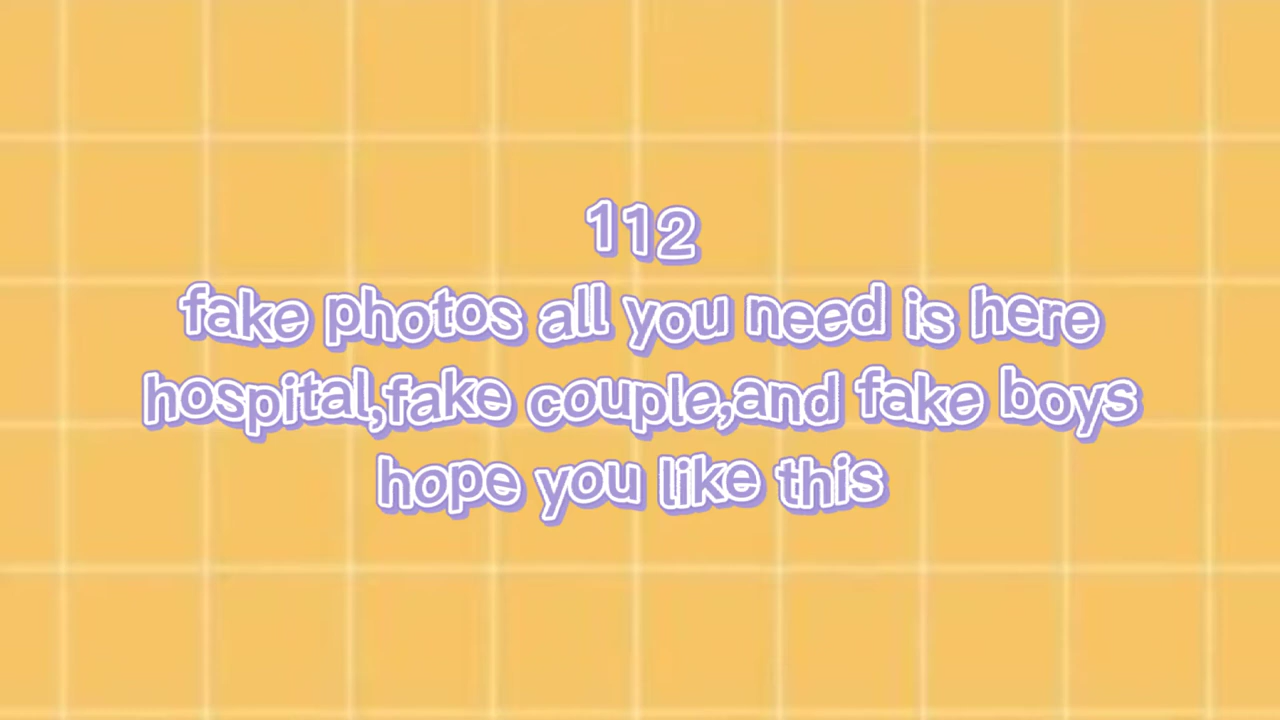 112
fake photos all you need is here
hospital,fake couple,and fake boys
hope you like this